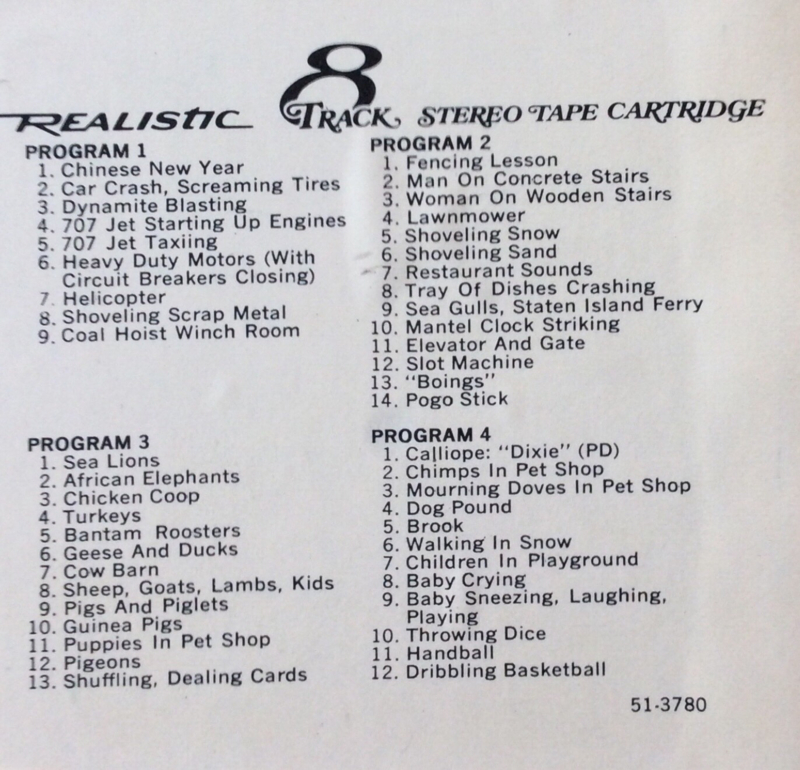 REALISTIC 8 TRACK STEREO TAPE CARTRIDGE
PROGRAM 1
1. Chinese New Year
2. Car Crash, Screaming Tires
3. Dynamite Blasting
4. 707 Jet Starting Up Engines
5. 707 Jet Taxiing
6. Heavy Duty Motors (With
Circuit Breakers Closing)
7. Helicopter
8. Shoveling Scrap Metal
9. Coal Hoist Winch Room
PROGRAM 2
1. Fencing Lesson
2. Man On Concrete Stairs
3. Woman On Wooden Stairs
4. Lawnmower
5. Shoveling Snow
6. Shoveling Sand
7. Restaurant Sounds
8. Tray Of Dishes Crashing
9. Sea Gulls, Staten Island Ferry
10. Mantel Clock Striking
11. Elevator And Gate
12. Slot Machine
13. "Boings"
14. Pogo Stick
PROGRAM 3
1. Sea Lions
2. African Elephants
3. Chicken Coop
4. Turkeys
5. Bantam Roosters
6. Geese And Ducks
7. Cow Barn
8. Sheep, Goats, Lambs, Kids
9. Pigs And Piglets
10. Guinea Pigs
11. Puppies In Pet Shop
12. Pigeons
13. Shuffling, Dealing Cards
PROGRAM 4
1. Calliope: "Dixie" (PD)
2. Chimps In Pet Shop
3. Mourning Doves In Pet Shop
4. Dog Pound
5. Brook
6. Walking In Snow
7. Children In Playground
8. Baby Crying
9. Baby Sneezing, Laughing,
Playing
10. Throwing Dice
11. Handball
12. Dribbling Basketball
51-3780